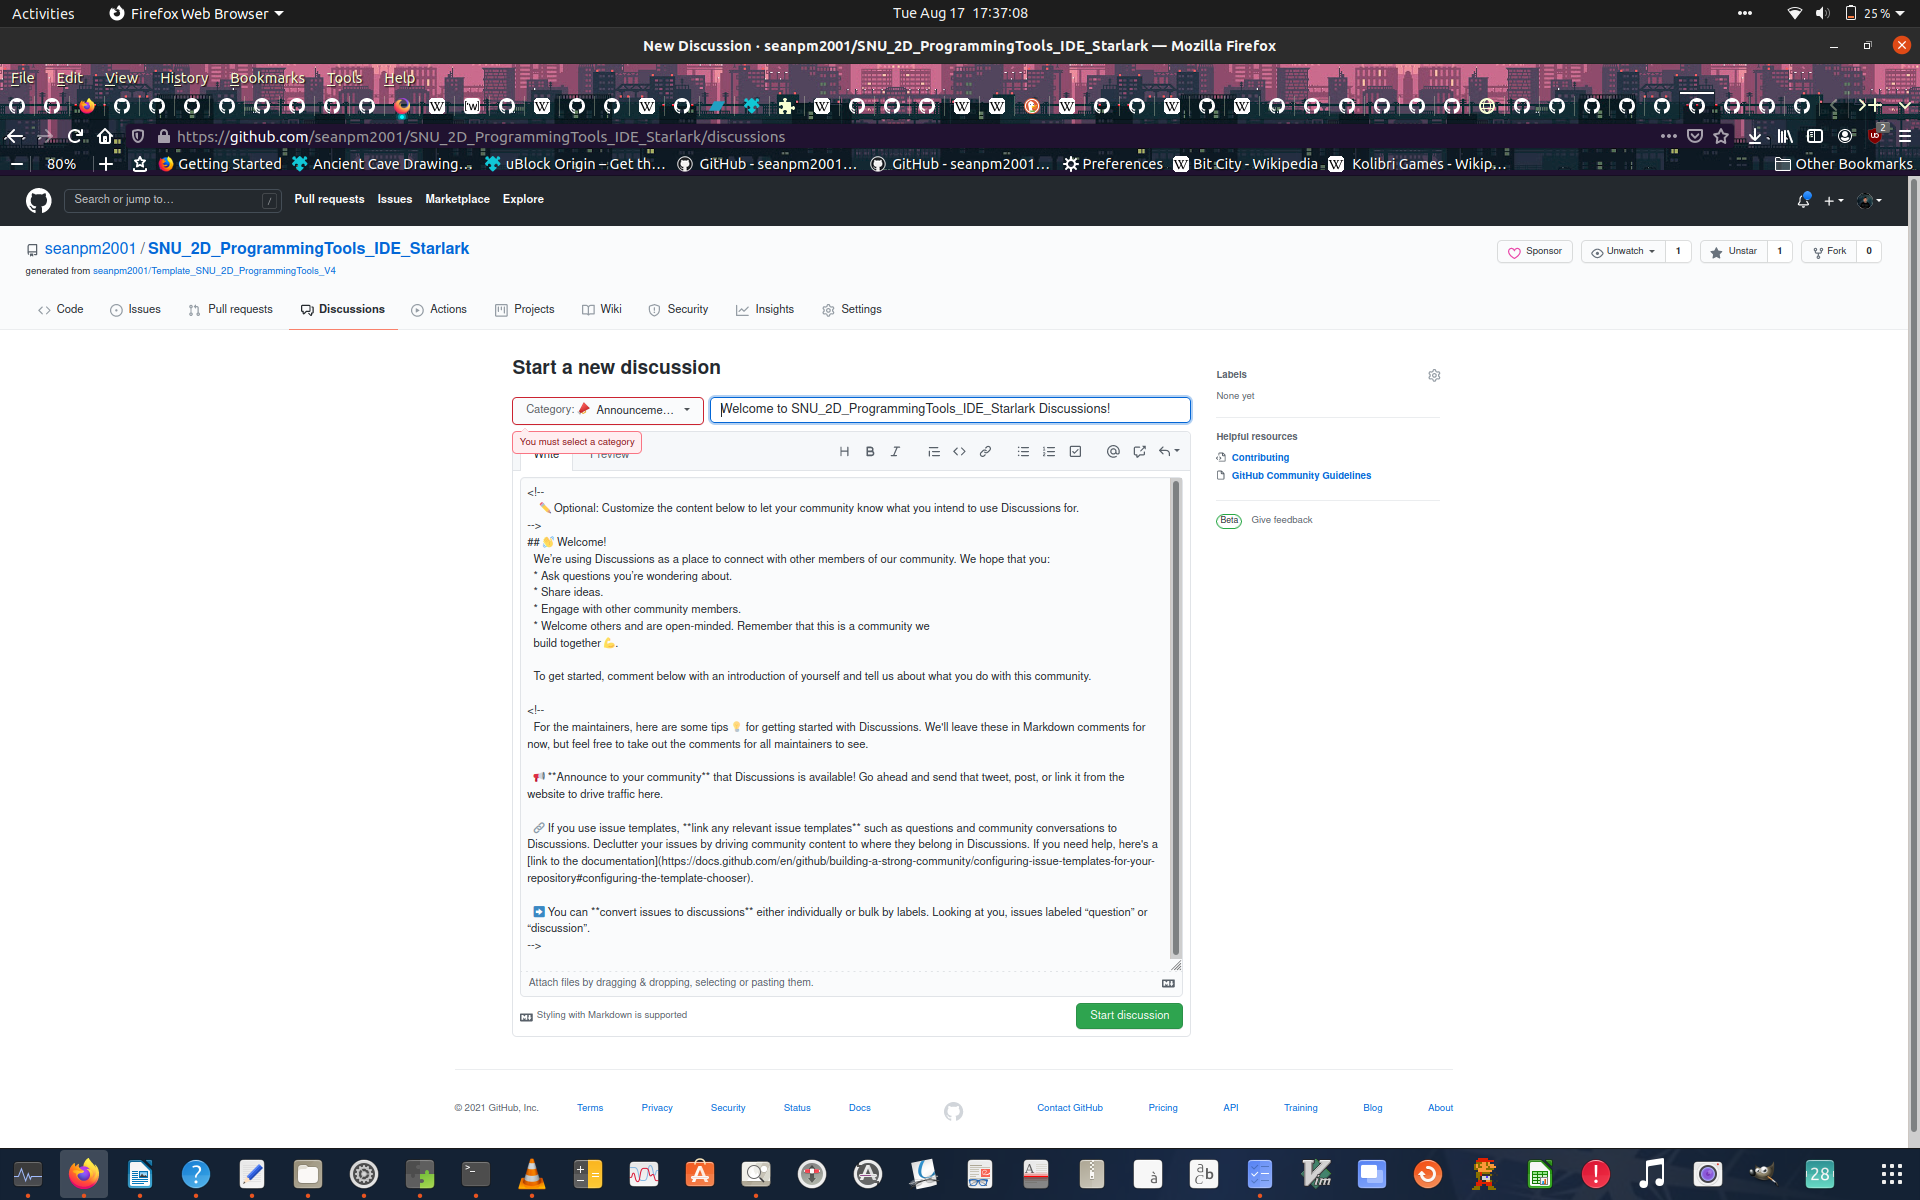 Activities
Firefox Web Browser
Tue Aug 17  17:37:08
25 %
New Discussion · seanpm2001/SNU_2D_ProgrammingTools_IDE_Starlark — Mozilla Firefox
File Edit View History Bookmarks Tools Help
https://github.com/seanpm2001/SNU_2D_ProgrammingTools_IDE_Starlark/discussions
2
80%
Getting Started
Ancient Cave Drawing…
uBlock Origin – Get th…
GitHub - seanpm2001…
GitHub - seanpm2001…
Preferences
Bit City - Wikipedia
Kolibri Games - Wikip…
Other Bookmarks
Search or jump to…
/
Pull requests Issues Marketplace Explore
seanpm2001 / SNU_2D_ProgrammingTools_IDE_Starlark
generated from seanpm2001/Template_SNU_2D_ProgrammingTools_V4
Sponsor
Unwatch 1
Unstar 1
Fork 0
Code Issues Pull requests Discussions Actions Projects Wiki Security Insights Settings
Start a new discussion
Category: Announceme…
Welcome to SNU_2D_ProgrammingTools_IDE_Starlark Discussions!
You must select a category
Write Preview
<!--
✏️ Optional: Customize the content below to let your community know what you intend to use Discussions for.
-->
## 👋 Welcome!
We're using Discussions as a place to connect with other members of our community. We hope that you:
* Ask questions you're wondering about.
* Share ideas.
* Engage with other community members.
* Welcome others and are open-minded. Remember that this is a community we
build together 💪.
To get started, comment below with an introduction of yourself and tell us about what you do with this community.
<!--
For the maintainers, here are some tips 💡 for getting started with Discussions. We'll leave these in Markdown comments for
now, but feel free to take out the comments for all maintainers to see.
📢 **Announce to your community** that Discussions is available! Go ahead and send that tweet, post, or link it from the
website to drive traffic here.
🔗 If you use issue templates, **link any relevant issue templates** such as questions and community conversations to
Discussions. Declutter your issues by driving community content to where they belong in Discussions. If you need help, here's a
[link to the documentation](https://docs.github.com/en/github/building-a-strong-community/configuring-issue-templates-for-your-
repository#configuring-the-template-chooser).
➡️ You can **convert issues to discussions** either individually or bulk by labels. Looking at you, issues labeled “question” or
“discussion”.
-->
Attach files by dragging & dropping, selecting or pasting them.
Styling with Markdown is supported
Start discussion
Labels
None yet
Helpful resources
Contributing
GitHub Community Guidelines
Beta Give feedback
© 2021 GitHub, Inc. Terms Privacy Security Status Docs Contact GitHub Pricing API Training Blog About
28